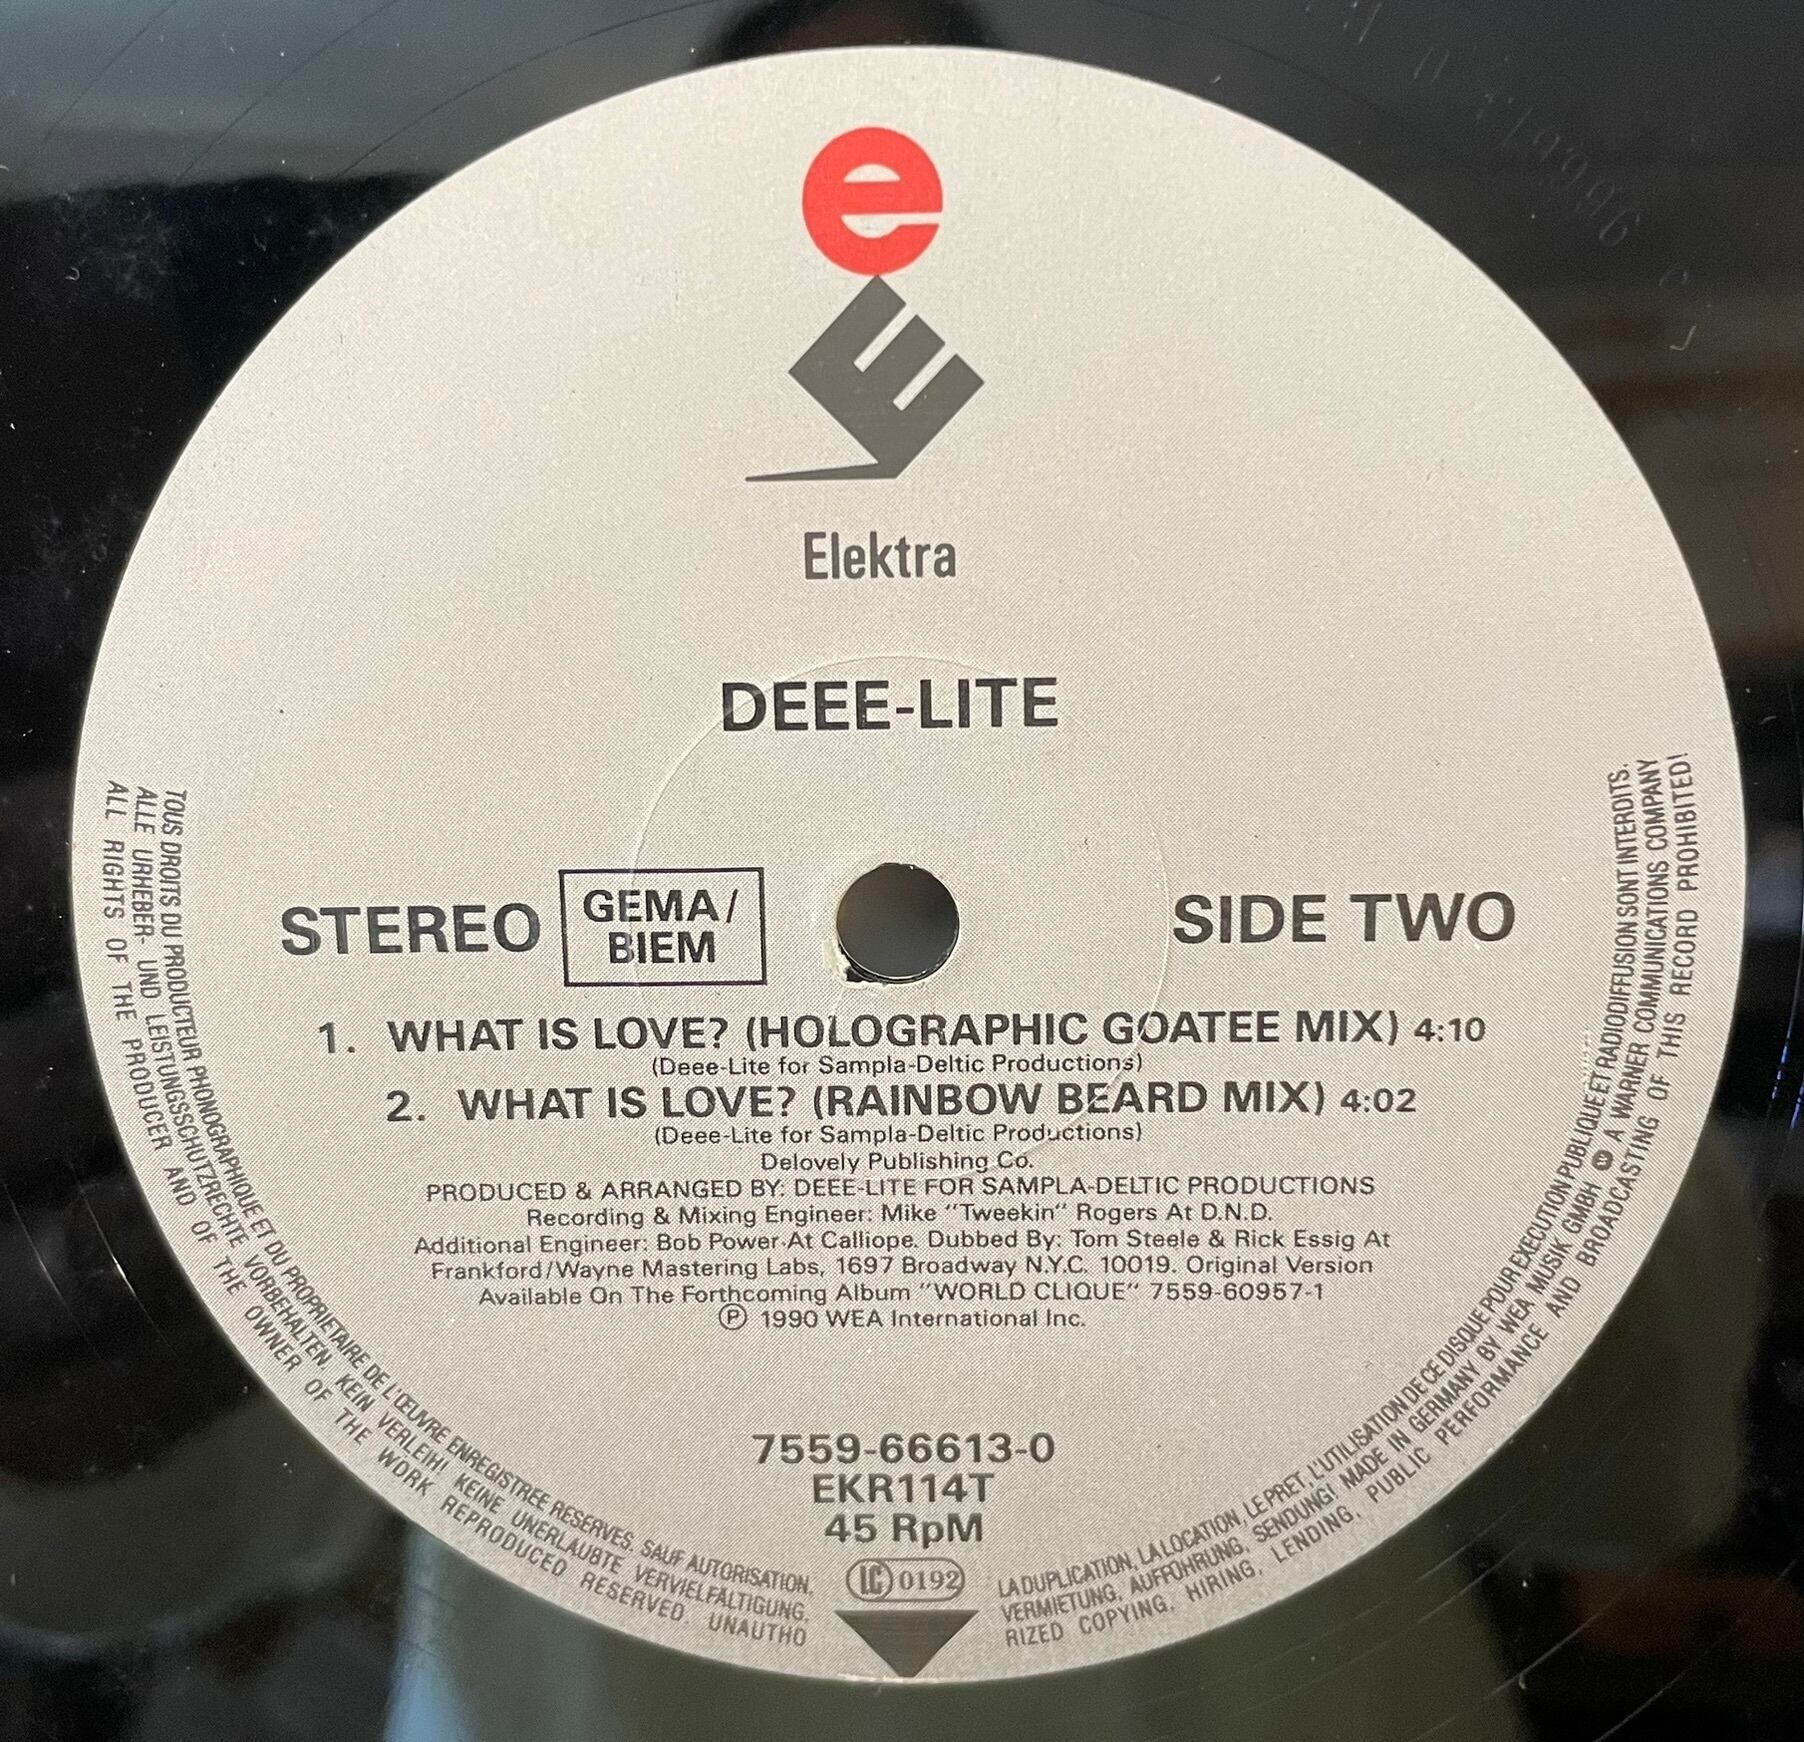 e
E
Elektra
DEEE-LITE
STEREO
GEMA/
BIEM
SIDE TWO
1. WHAT IS LOVE? (HOLOGRAPHIC GOATEE MIX) 4:10
(Deee-Lite for Sampla-Deltic Productions)
2. WHAT IS LOVE? (RAINBOW BEARD MIX) 4:02
(Deee-Lite for Sampla-Deltic Productions)
Delovely Publishing Co.
PRODUCED & ARRANGED BY: DEEE-LITE FOR SAMPLA-DELTIC PRODUCTIONS
Recording & Mixing Engineer: Mike "Tweekin" Rogers At D.N.D.
Additional Engineer: Bob Power At Calliope. Dubbed By: Tom Steele & Rick Essig At
Frankford/Wayne Mastering Labs, 1697 Broadway N.Y.C. 10019. Original Version
Available On The Forthcoming Album "WORLD CLIQUE" 7559-60957-1
Ⓟ 1990 WEA International Inc.
7559-66613-0
EKR114T
45 RpM
LC 0192
TOUS DROITS DU PRODUCTEUR PHONOGRAPHIQUE ET DU PROPRIETAIRE DE L'ŒUVRE ENREGISTREE RESERVES. SAUF AUTORISATION, LA DUPLICATION, LA LOCATION, LE PRET, L'UTILISATION DE CE DISQUE POUR EXECUTION PUBLIQUE ET RADIODIFFUSION SONT INTERDITS.
ALLE URHEBER- UND LEISTUNGSSCHUTZRECHTE VORBEHALTEN. KEIN VERLEIH! KEINE UNERLAUBTE VERVIELFÄLTIGUNG, VERMIETUNG, AUFFÜHRUNG, SENDUNG! MADE IN GERMANY BY WEA MUSIK GMBH A WARNER COMMUNICATIONS COMPANY
ALL RIGHTS OF THE PRODUCER AND OF THE OWNER OF THE WORK REPRODUCED RESERVED. UNAUTHORIZED COPYING, HIRING, LENDING, PUBLIC PERFORMANCE AND BROADCASTING OF THIS RECORD PROHIBITED!